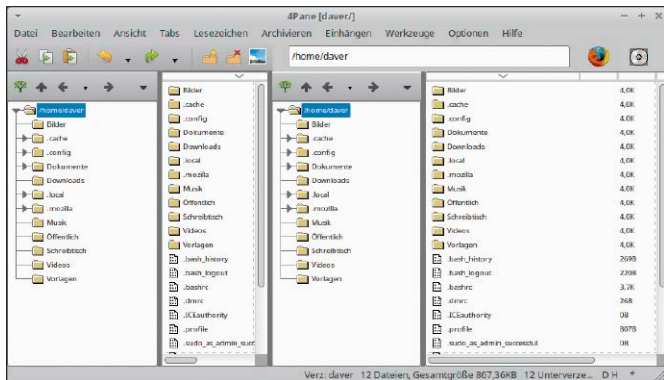 4Pane [daver/]
Datei Bearbeiten Ansicht Tabs Lesezeichen Archivieren Einhängen Werkzeuge Optionen Hilfe
/home/daver
/home/daver
Bilder
.cache
.config
Dokumente
Downloads
.local
.mozilla
Musik
Öffentlich
Schreibtisch
Videos
Vorlagen
Bilder
.cache
.config
Dokumente
Downloads
.local
.mozilla
Musik
Öffentlich
Schreibtisch
Videos
Vorlagen
.bash_history
.bash_logout
.bashrc
.dmrc
.ICEauthority
.profile
.sudo_as_admin_succ
/home/daver
Bilder
.cache
.config
Dokumente
Downloads
.local
.mozilla
Musik
Öffentlich
Schreibtisch
Videos
Vorlagen
Bilder 4,0K
.cache 4,0K
.config 4,0K
Dokumente 4,0K
Downloads 4,0K
.local 4,0K
.mozilla 4,0K
Musik 4,0K
Öffentlich 4,0K
Schreibtisch 4,0K
Videos 4,0K
Vorlagen 4,0K
.bash_history 269B
.bash_logout 220B
.bashrc 3,7K
.dmrc 26B
.ICEauthority 0B
.profile 807B
.sudo_as_admin_successful 0B
Verz: daver 12 Dateien, Gesamtgröße 867,36KB 12 Unterverze... D H *